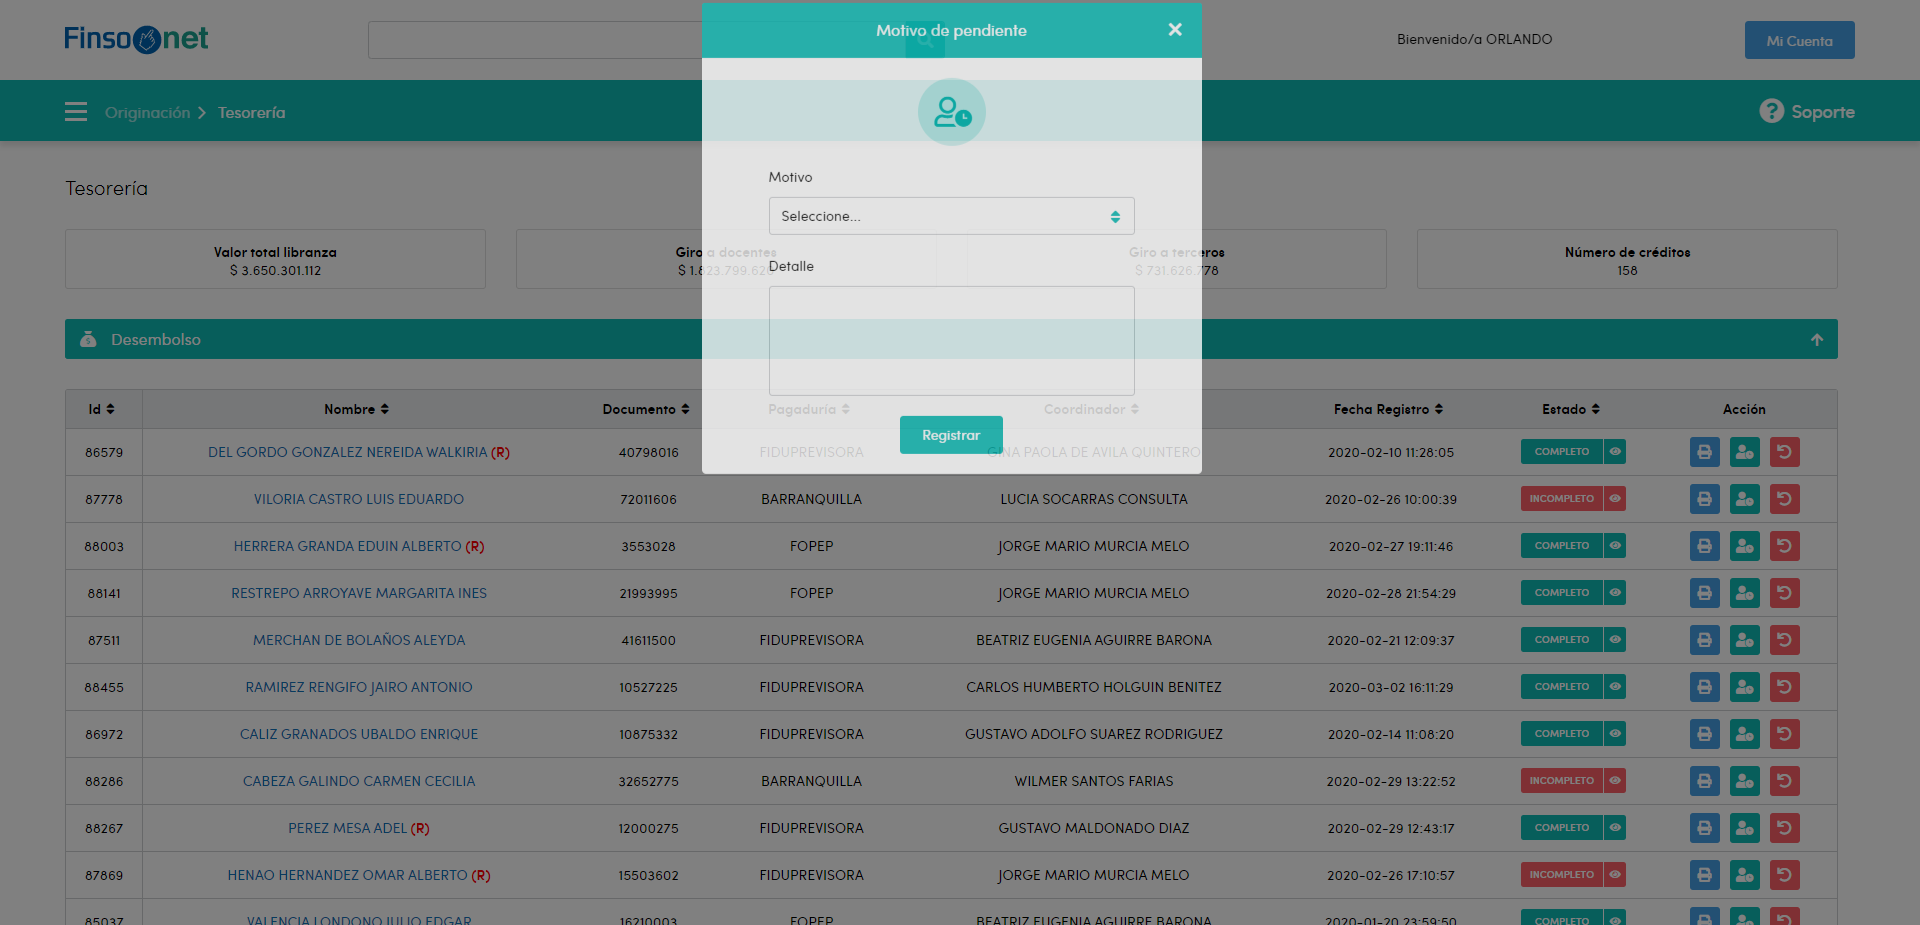 Finsonet
Bienvenido/a ORLANDO
Mi Cuenta
Motivo de pendiente
Originación
Tesorería
Soporte
Tesorería
Motivo
Seleccione...
Detalle
Registrar
Valor total libranza
$ 3.650.301.112
Giro a docentes
$ 1.823.799.620
Giro a terceros
$ 731.626.778
Número de créditos
158
Desembolso
Id Nombre Documento Pagaduría Coordinador Fecha Registro Estado Acción
86579 DEL GORDO GONZALEZ NEREIDA WALKIRIA (R) 40798016 FIDUPREVISORA GINA PAOLA DE AVILA QUINTERO 2020-02-10 11:28:05 COMPLETO
87778 VILORIA CASTRO LUIS EDUARDO 72011606 BARRANQUILLA LUCIA SOCARRAS CONSULTA 2020-02-26 10:00:39 INCOMPLETO
88003 HERRERA GRANDA EDUIN ALBERTO (R) 3553028 FOPEP JORGE MARIO MURCIA MELO 2020-02-27 19:11:46 COMPLETO
88141 RESTREPO ARROYAVE MARGARITA INES 21993995 FOPEP JORGE MARIO MURCIA MELO 2020-02-28 21:54:29 COMPLETO
87511 MERCHAN DE BOLAÑOS ALEYDA 41611500 FIDUPREVISORA BEATRIZ EUGENIA AGUIRRE BARONA 2020-02-21 12:09:37 COMPLETO
88455 RAMIREZ RENGIFO JAIRO ANTONIO 10527225 FIDUPREVISORA CARLOS HUMBERTO HOLGUIN BENITEZ 2020-03-02 16:11:29 COMPLETO
86972 CALIZ GRANADOS UBALDO ENRIQUE 10875332 FIDUPREVISORA GUSTAVO ADOLFO SUAREZ RODRIGUEZ 2020-02-14 11:08:20 COMPLETO
88286 CABEZA GALINDO CARMEN CECILIA 32652775 BARRANQUILLA WILMER SANTOS FARIAS 2020-02-29 13:22:52 INCOMPLETO
88267 PEREZ MESA ADEL (R) 12000275 FIDUPREVISORA GUSTAVO MALDONADO DIAZ 2020-02-29 12:43:17 COMPLETO
87869 HENAO HERNANDEZ OMAR ALBERTO (R) 15503602 FIDUPREVISORA JORGE MARIO MURCIA MELO 2020-02-26 17:10:57 INCOMPLETO
85037 VALENCIA LONDONO JULIO EDGAR 16210003 FOPEP BEATRIZ EUGENIA AGUIRRE BARONA 2020-01-20 23:59:50 COMPLETO